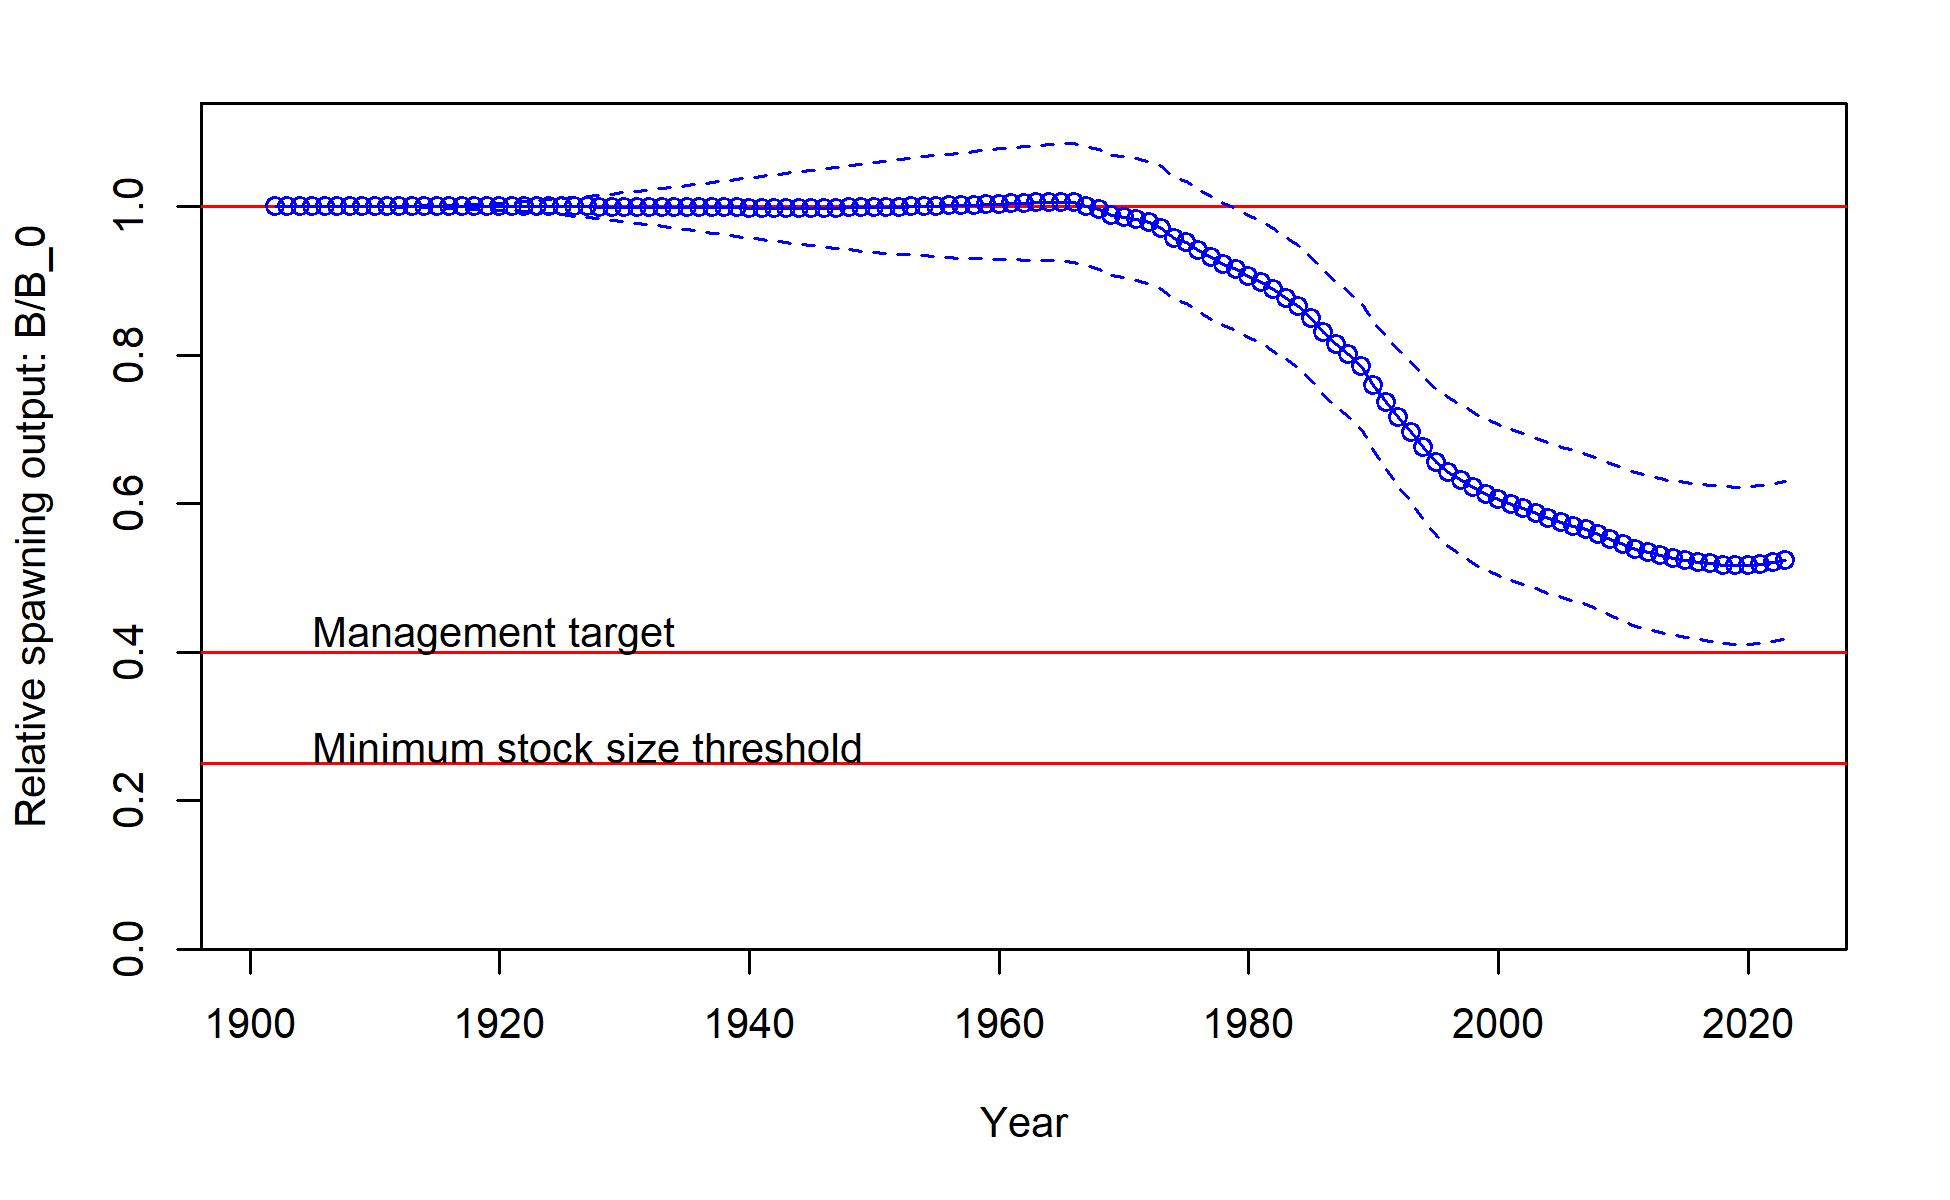 Relative spawning output: B/B_0
1.0
0.8
0.6
0.4
0.2
0.0
Management target
Minimum stock size threshold
1900 1920 1940 1960 1980 2000 2020
Year